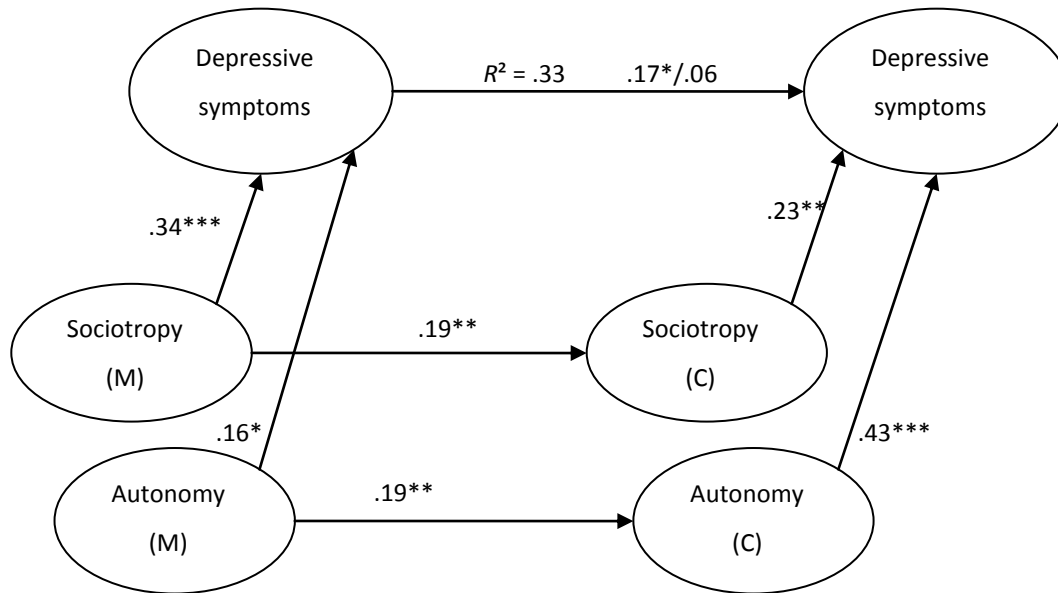 Depressive
symptoms
R² = .33
.17*/.06
Depressive
symptoms
.34***
.23**
Sociotropy
(M)
.19**
Sociotropy
(C)
.16*
.43***
Autonomy
(M)
.19**
Autonomy
(C)